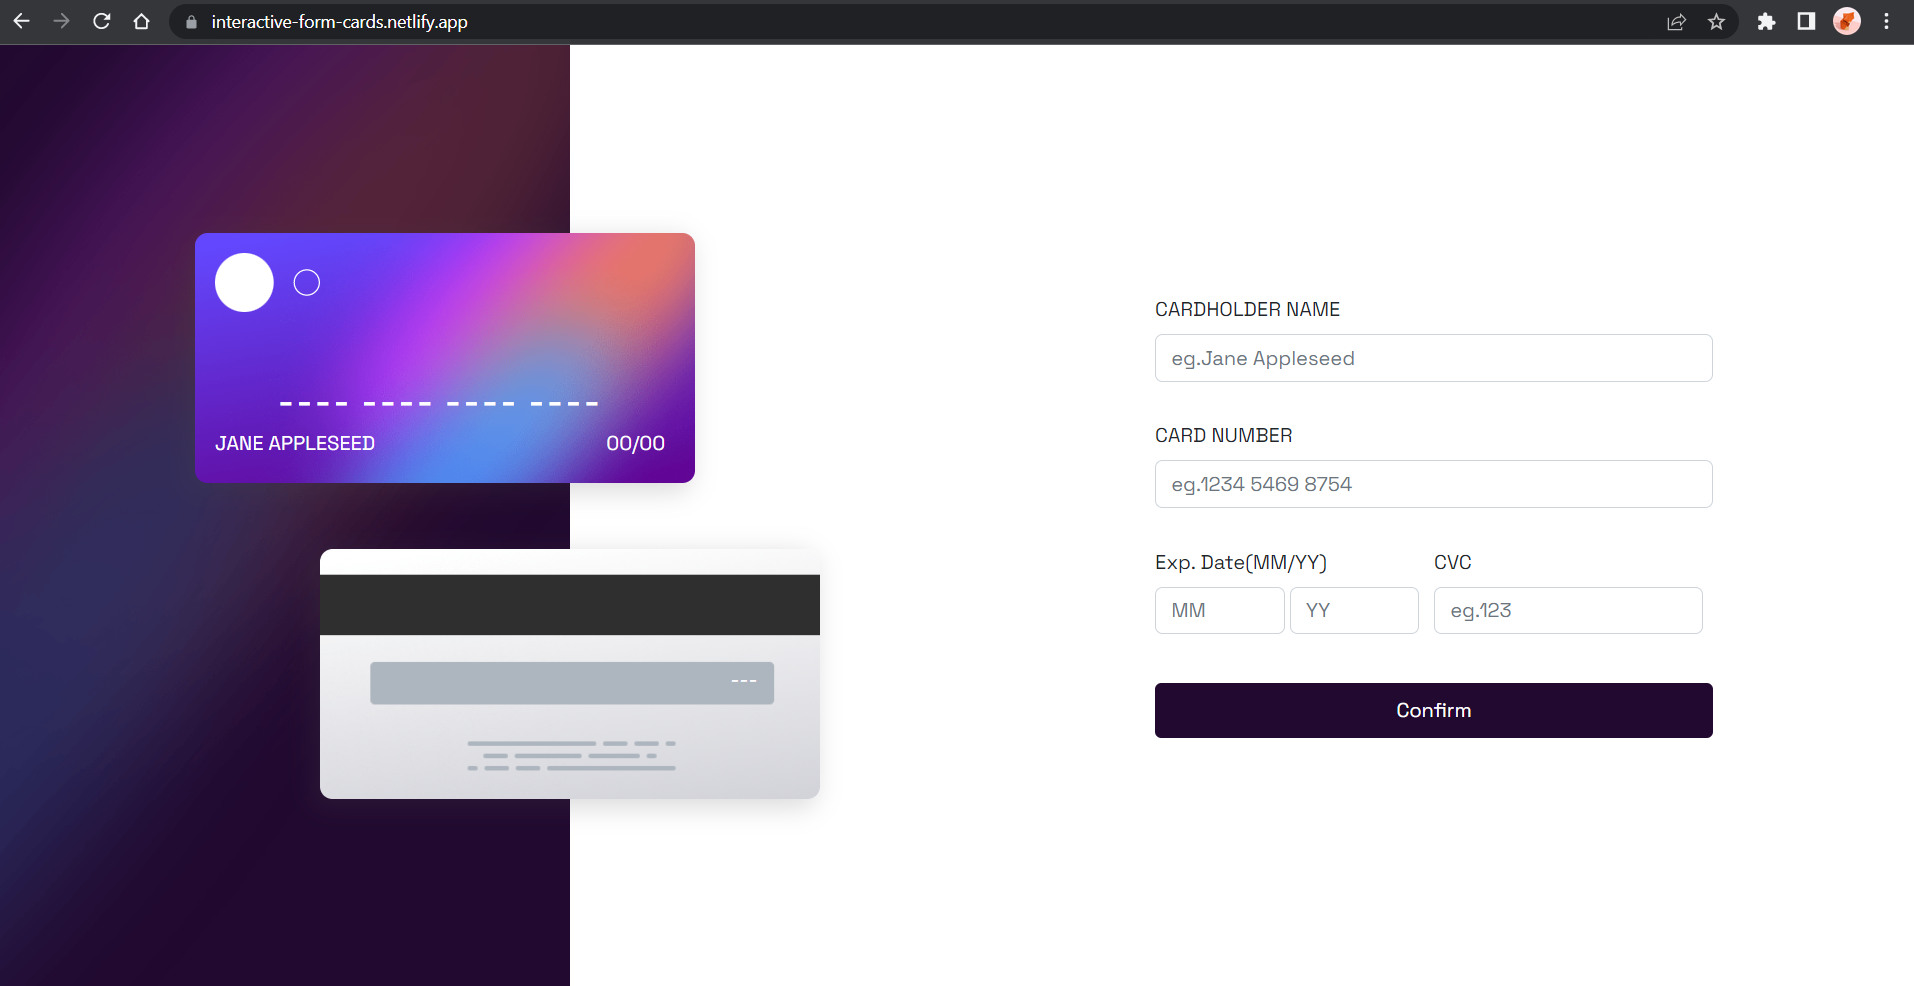 interactive-form-cards.netlify.app
---- ---- ---- ----
JANE APPLESEED 00/00
---
CARDHOLDER NAME
eg.Jane Appleseed
CARD NUMBER
eg.1234 5469 8754
Exp. Date(MM/YY) CVC
MM YY eg.123
Confirm